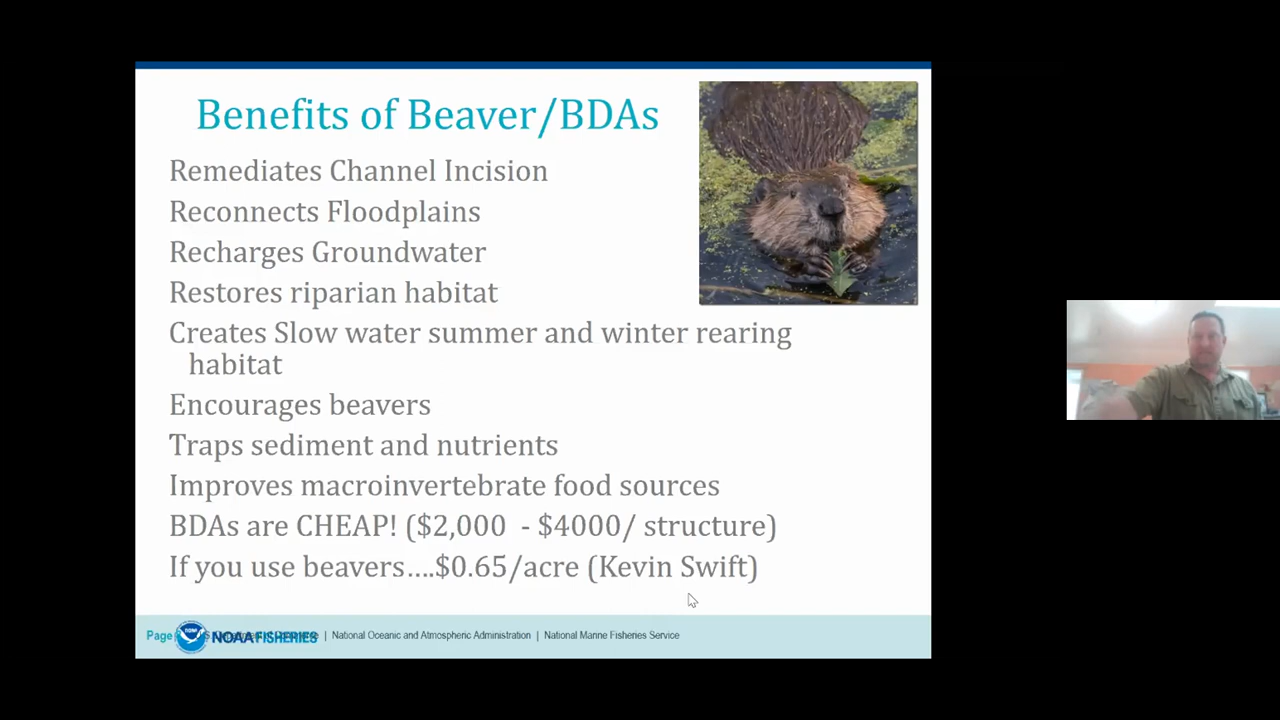 Benefits of Beaver/BDAs
Remediates Channel Incision
Reconnects Floodplains
Recharges Groundwater
Restores riparian habitat
Creates Slow water summer and winter rearing
habitat
Encourages beavers
Traps sediment and nutrients
Improves macroinvertebrate food sources
BDAs are CHEAP! ($2,000 - $4000/ structure)
If you use beavers....$0.65/acre (Kevin Swift)
Page NOAA FISHERIES | National Oceanic and Atmospheric Administration | National Marine Fisheries Service